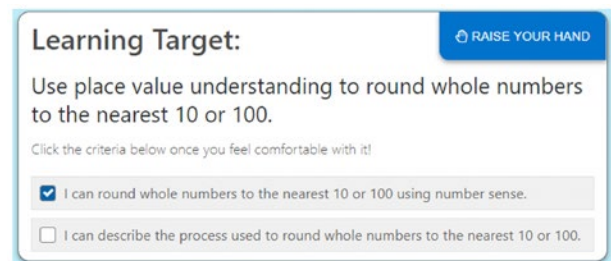 Learning Target:
RAISE YOUR HAND
Use place value understanding to round whole numbers
to the nearest 10 or 100.
Click the criteria below once you feel comfortable with it!
I can round whole numbers to the nearest 10 or 100 using number sense.
I can describe the process used to round whole numbers to the nearest 10 or 100.